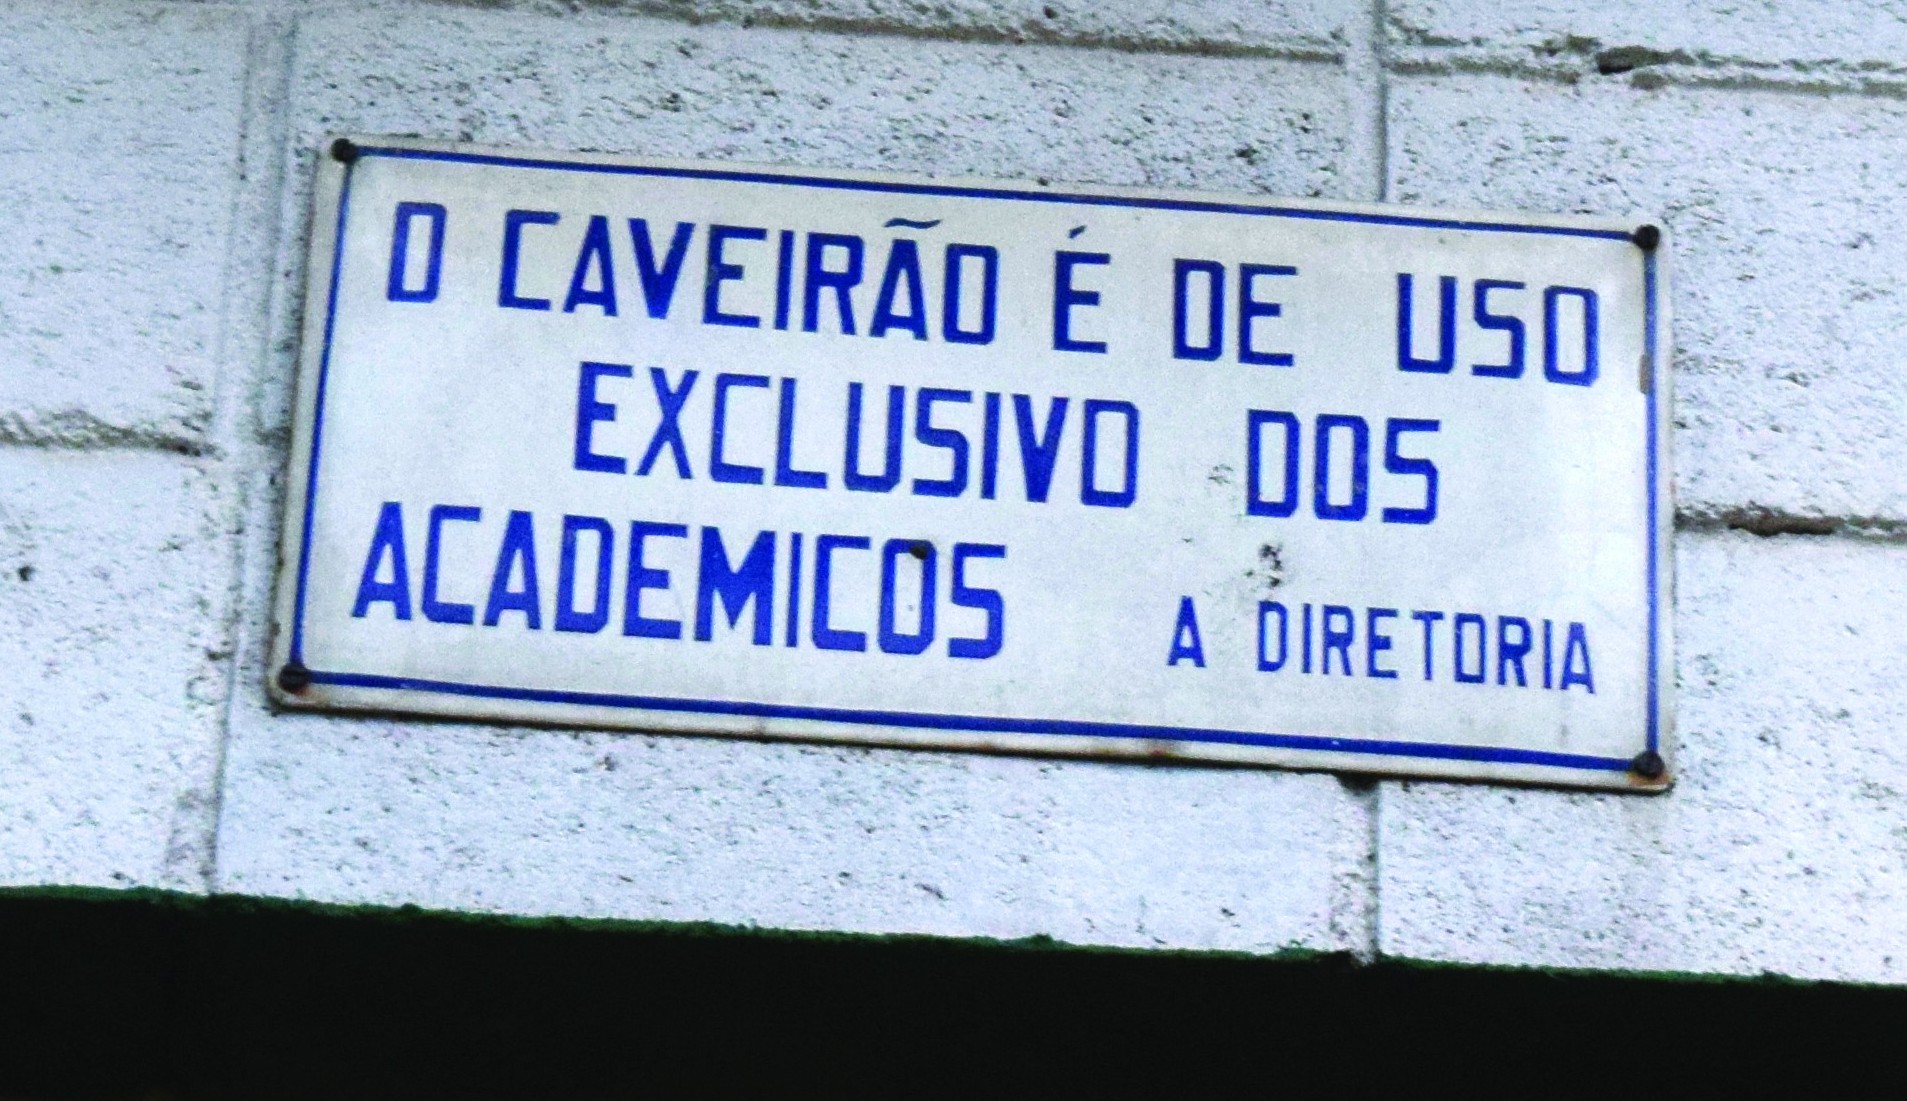 O CAVEIRÃO É DE USO
EXCLUSIVO DOS
ACADEMICOS A DIRETORIA